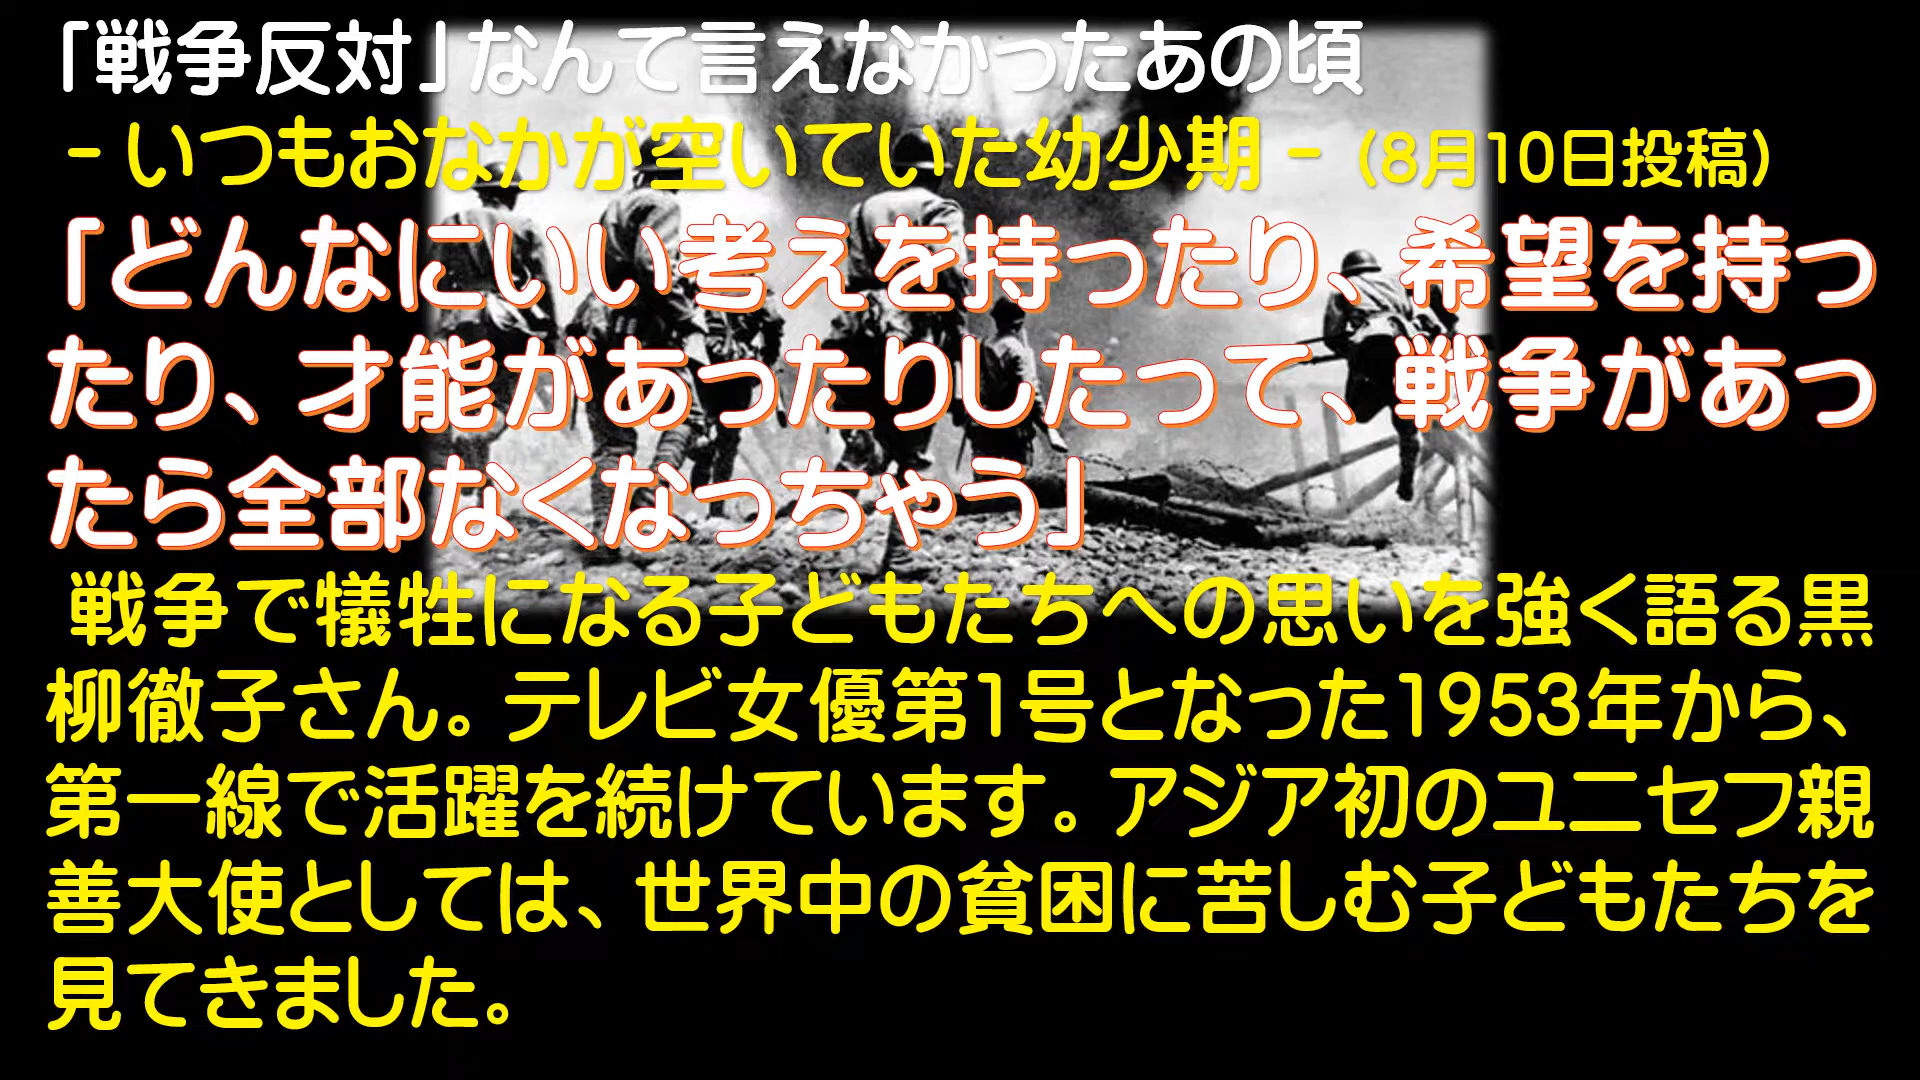 「戦争反対」なんて言えなかったあの頃
- いつもおなかが空いていた幼少期 - (8月10日投稿)
「どんなにいい考えを持ったり、希望を持つ
たり、才能があったりしたって、戦争があっ
たら全部なくなっちゃう」
戦争で犠牲になる子どもたちへの思いを強く語る黒
柳徹子さん。テレビ女優第1号となった1953年から、
第一線で活躍を続けています。アジア初のユニセフ親
善大使としては、世界中の貧困に苦しむ子どもたちを
見てきました。